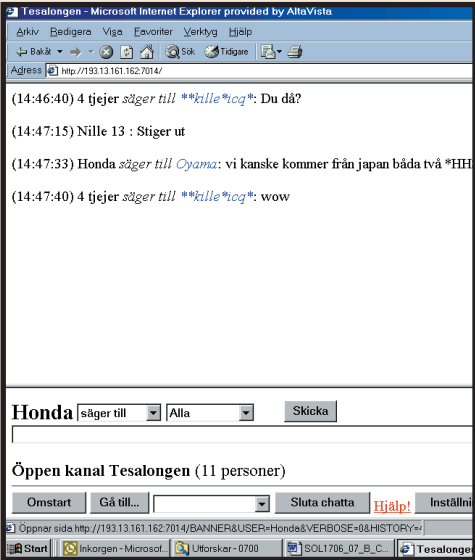 Tesalongen - Microsoft Internet Explorer provided by AltaVista
Arkiv Redigera Visa Favoriter Verktyg Hjälp
Bakåt Sök Tidigare
Adress http://193.13.161.162:7014/
(14:46:40) 4 tjejer säger till **kille*icq*: Du då?
(14:47:15) Nille 13 : Stiger ut
(14:47:33) Honda säger till Oyama: vi kanske kommer från japan båda två *HH
(14:47:40) 4 tjejer säger till **kille*icq*: wow
Honda säger till Alla Skicka
Öppen kanal Tesalongen (11 personer)
Omstart Gå till... Sluta chatta Hjälp! Inställni
Öppnar sida http://193.13.161.162:7014/BANNER&USER=Honda&VERBOSE=0&HISTORY=
Start Inkorgen - Microsof... Utforskar - 0700 SOL1706_07_B_C... Tesalonge